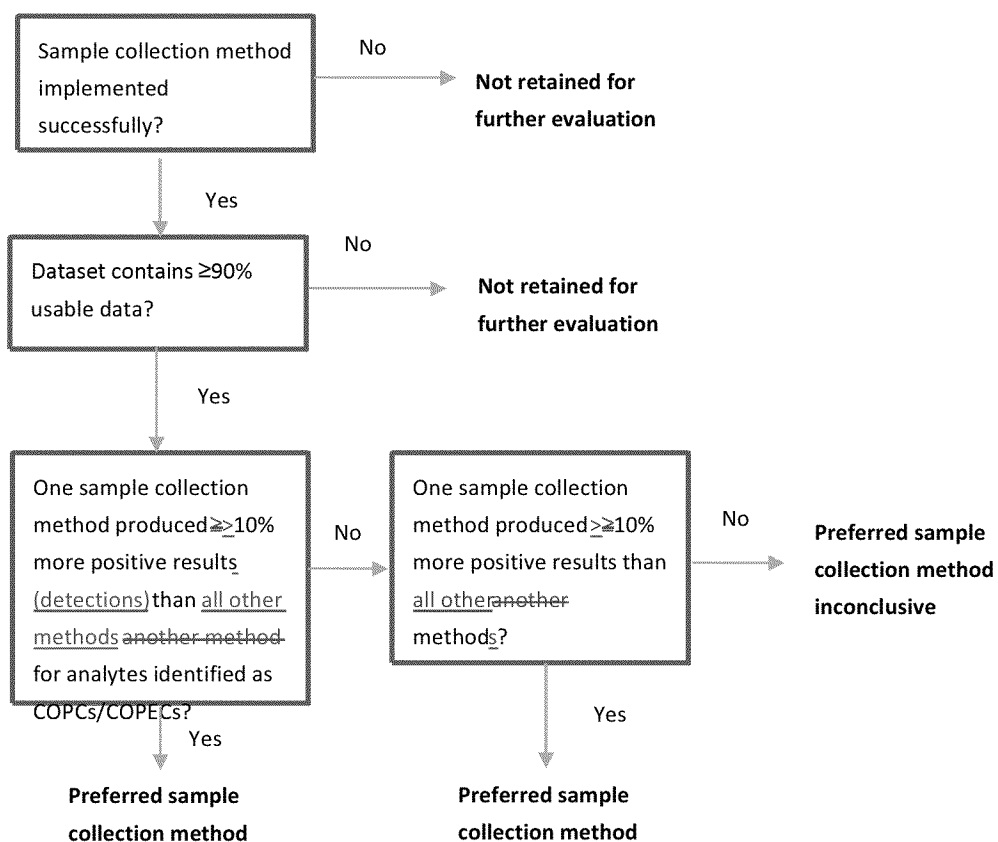 Sample collection method
implemented
successfully?
No
Not retained for
further evaluation
Yes
Dataset contains ≥90%
usable data?
No
Not retained for
further evaluation
Yes
One sample collection
method produced≥>10%
more positive results
(detections)than all other
methods another method
for analytes identified as
COPCs/COPECs?
No
One sample collection
method produced>≥10%
more positive results than
all otheranother
methods?
No
Preferred sample
collection method
inconclusive
Yes
Preferred sample
collection method
Yes
Preferred sample
collection method